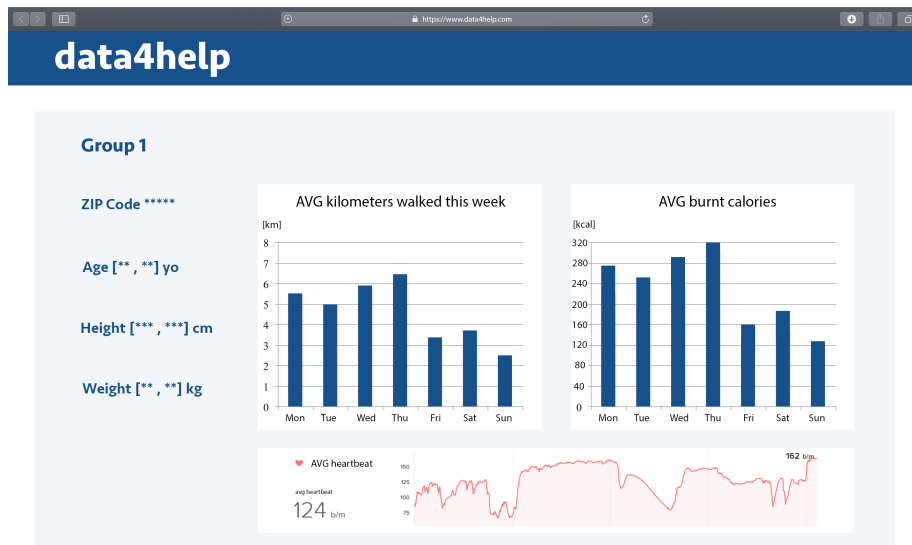 https://www.data4help.com
data4help
Group 1
ZIP Code *****
Age [** , **] yo
Height [*** , ***] cm
Weight [** , **] kg
AVG kilometers walked this week
[km]
8
7
6
5
4
3
2
1
0
Mon Tue Wed Thu Fri Sat Sun
AVG burnt calories
[kcal]
320
280
240
200
160
120
80
40
0
Mon Tue Wed Thu Fri Sat Sun
AVG heartbeat
avg heartbeat
124 b/m
150
125
100
75
162 b/m